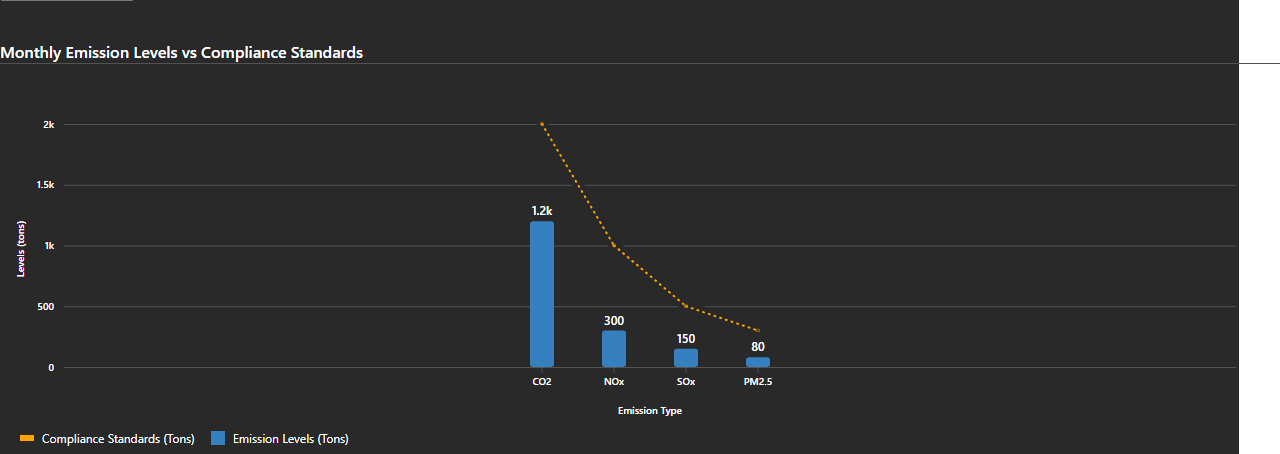 Monthly Emission Levels vs Compliance Standards
2k
1.5k
1k
500
0
Levels (tons)
1.2k
300
150
80
CO2
NOx
SOx
PM2.5
Emission Type
Compliance Standards (Tons)
Emission Levels (Tons)